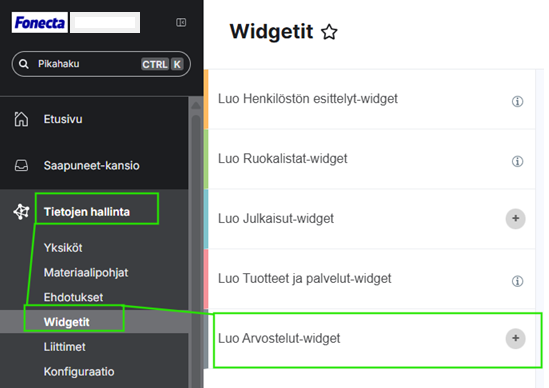 Fonecta
Pikahaku CTRL K
Etusivu
Saapuneet-kansio
Tietojen hallinta
Yksiköt
Materiaalipohjat
Ehdotukset
Widgetit
Liittimet
Konfiguraatio
Widgetit
Luo Henkilöstön esittelyt-widget
Luo Ruokalistat-widget
Luo Julkaisut-widget
Luo Tuotteet ja palvelut-widget
Luo Arvostelut-widget